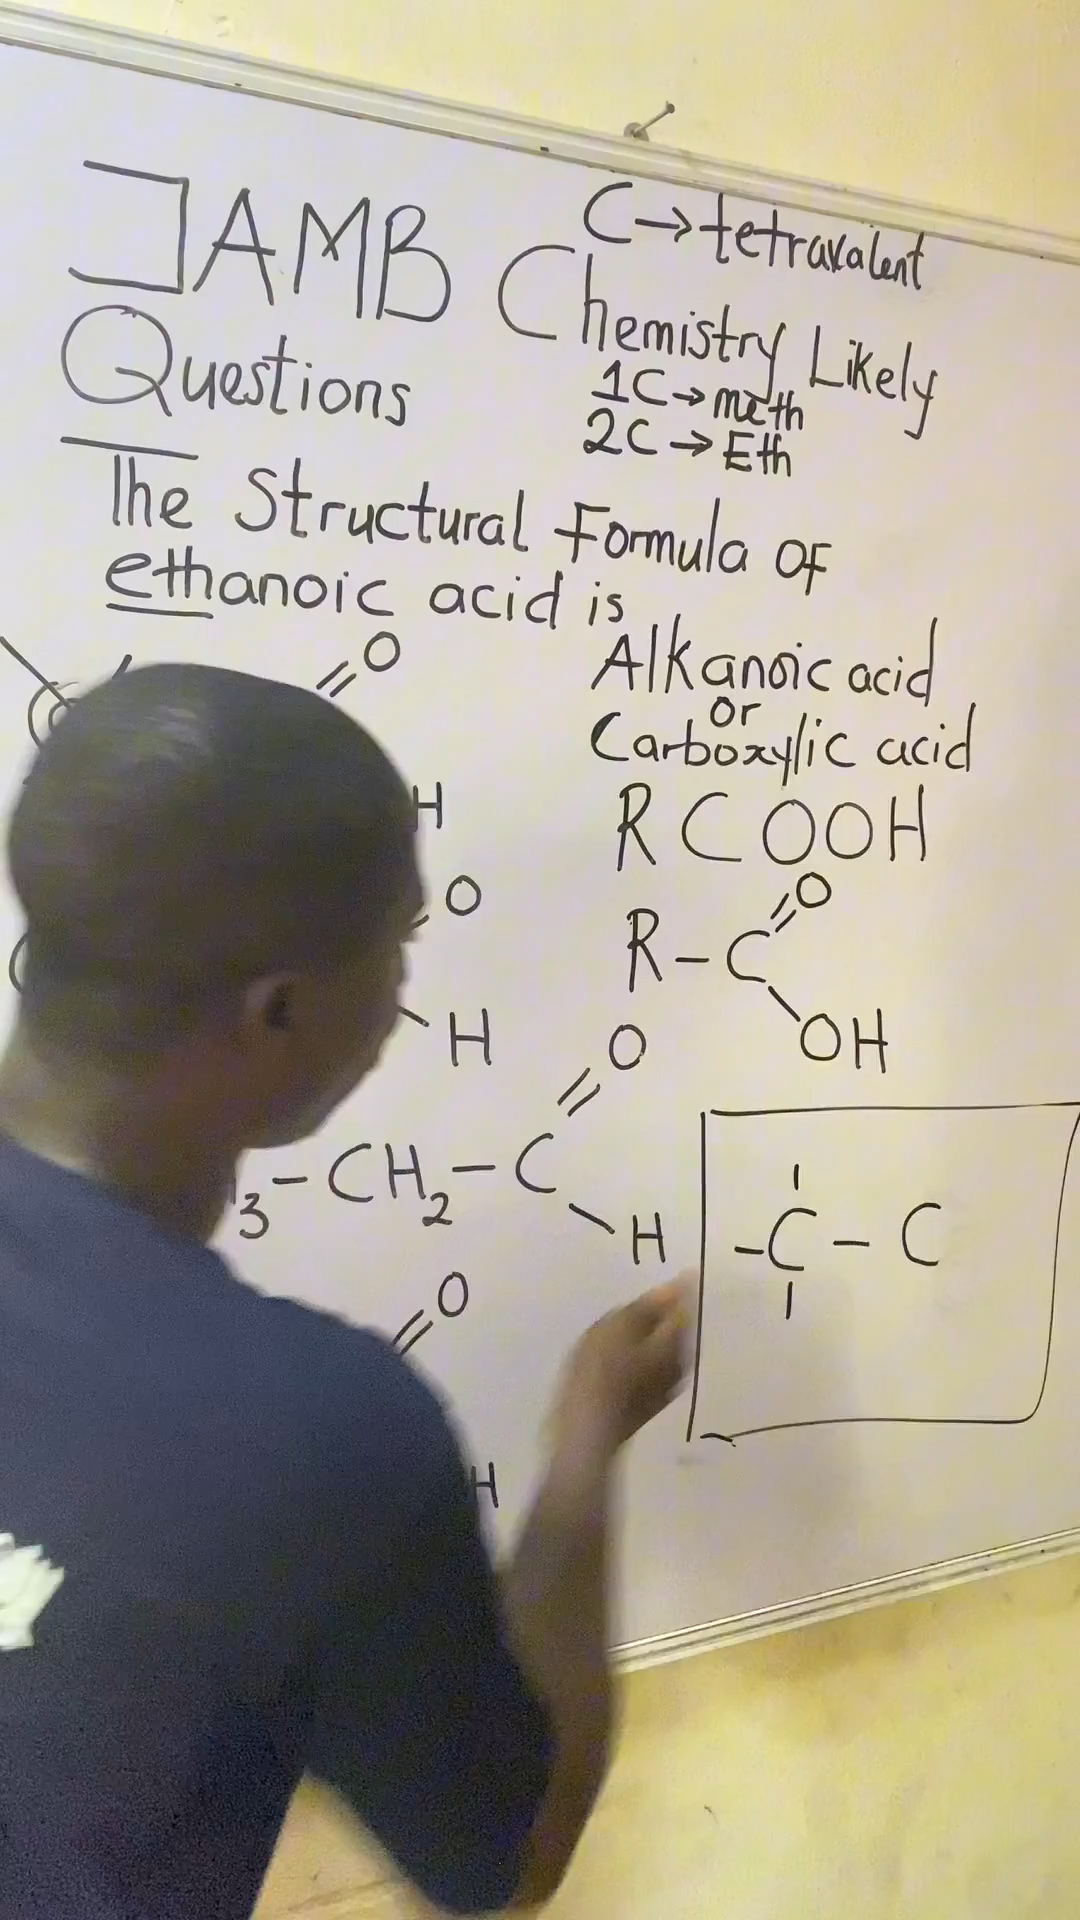 C→tetravalent
JAMB Chemistry Likely
Questions
1C→meth
2C→Eth
The Structural Formula of
ethanoic acid is
Alkanoic acid
or
Carboxylic acid
O
H
RCOOH
O
O
R-C
H
OH
O
3-CH2-C
H
-C-C
O
H